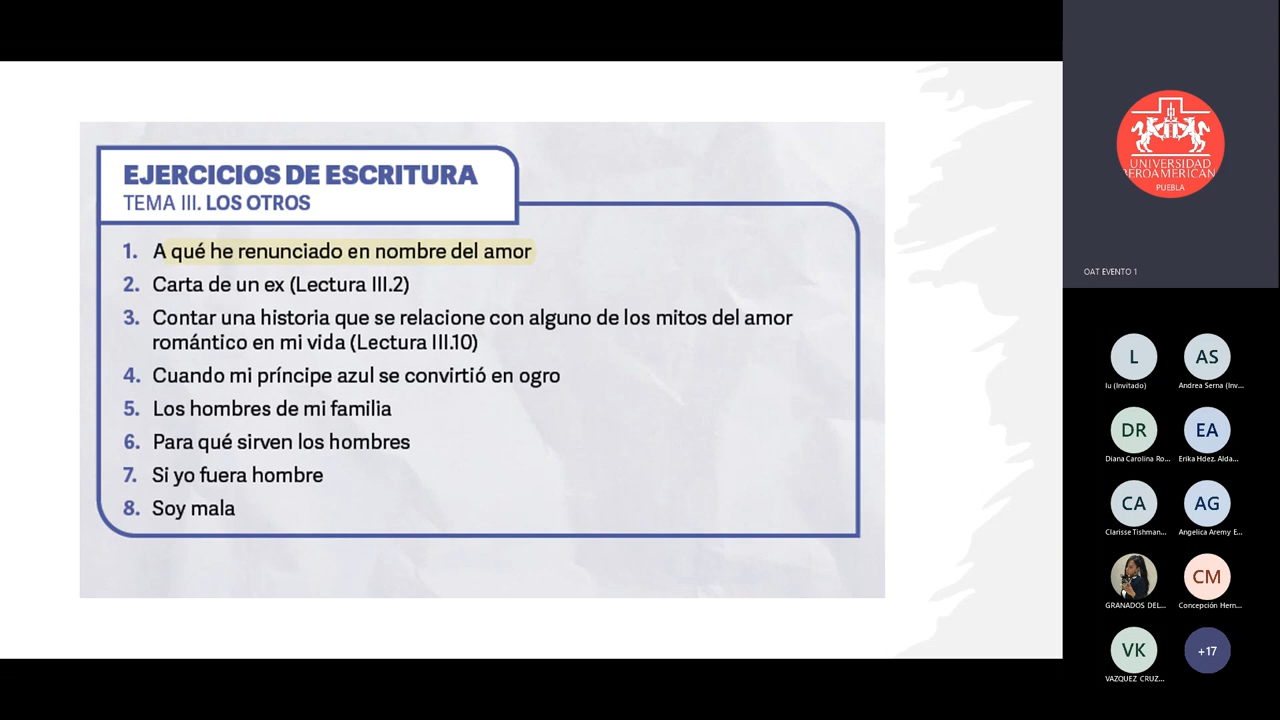 EJERCICIOS DE ESCRITURA
TEMA III. LOS OTROS
1. A qué he renunciado en nombre del amor
2. Carta de un ex (Lectura III.2)
3. Contar una historia que se relacione con alguno de los mitos del amor
romántico en mi vida (Lectura III.10)
4. Cuando mi príncipe azul se convirtió en ogro
5. Los hombres de mi familia
6. Para qué sirven los hombres
7. Si yo fuera hombre
8. Soy mala
UNIVERSIDAD
IBEROAMERICANA
PUEBLA
OAT EVENTO 1
L
AS
lu (Invitado)
Andrea Serna (Inv...
DR
EA
Diana Carolina Ro...
Erika Hdez. Alda...
CA
AG
Clarisse Tishman...
Angelica Aremy E...
CM
GRANADOS DEL...
Concepción Hern...
VK
+17
VAZQUEZ CRUZ...